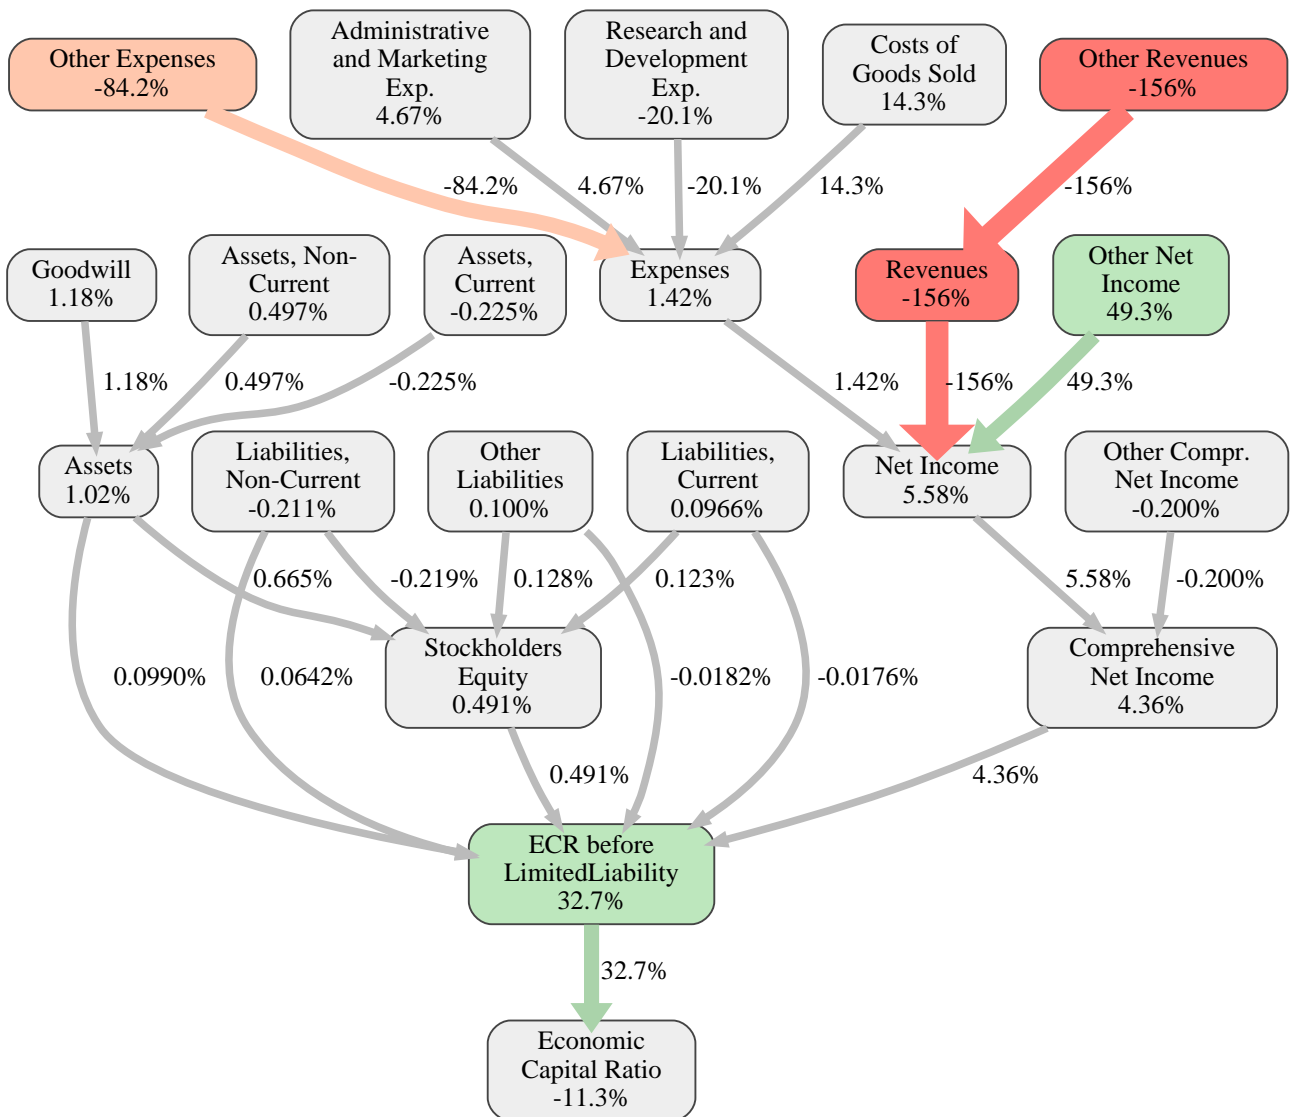 Other Expenses
-84.2%
Administrative
and Marketing
Exp.
4.67%
Research and
Development
Exp.
-20.1%
Costs of
Goods Sold
14.3%
Other Revenues
-156%
-84.2%
4.67%
-20.1%
14.3%
-156%
Goodwill
1.18%
Assets, Non-
Current
0.497%
Assets,
Current
-0.225%
Expenses
1.42%
Revenues
-156%
Other Net
Income
49.3%
1.18%
0.497%
-0.225%
1.42%
-156%
49.3%
Assets
1.02%
Liabilities,
Non-Current
-0.211%
Other
Liabilities
0.100%
Liabilities,
Current
0.0966%
Net Income
5.58%
Other Compr.
Net Income
-0.200%
0.665%
-0.219%
0.128%
0.123%
5.58%
-0.200%
0.0990%
0.0642%
Stockholders
Equity
0.491%
-0.0182%
-0.0176%
Comprehensive
Net Income
4.36%
0.491%
4.36%
ECR before
LimitedLiability
32.7%
32.7%
Economic
Capital Ratio
-11.3%